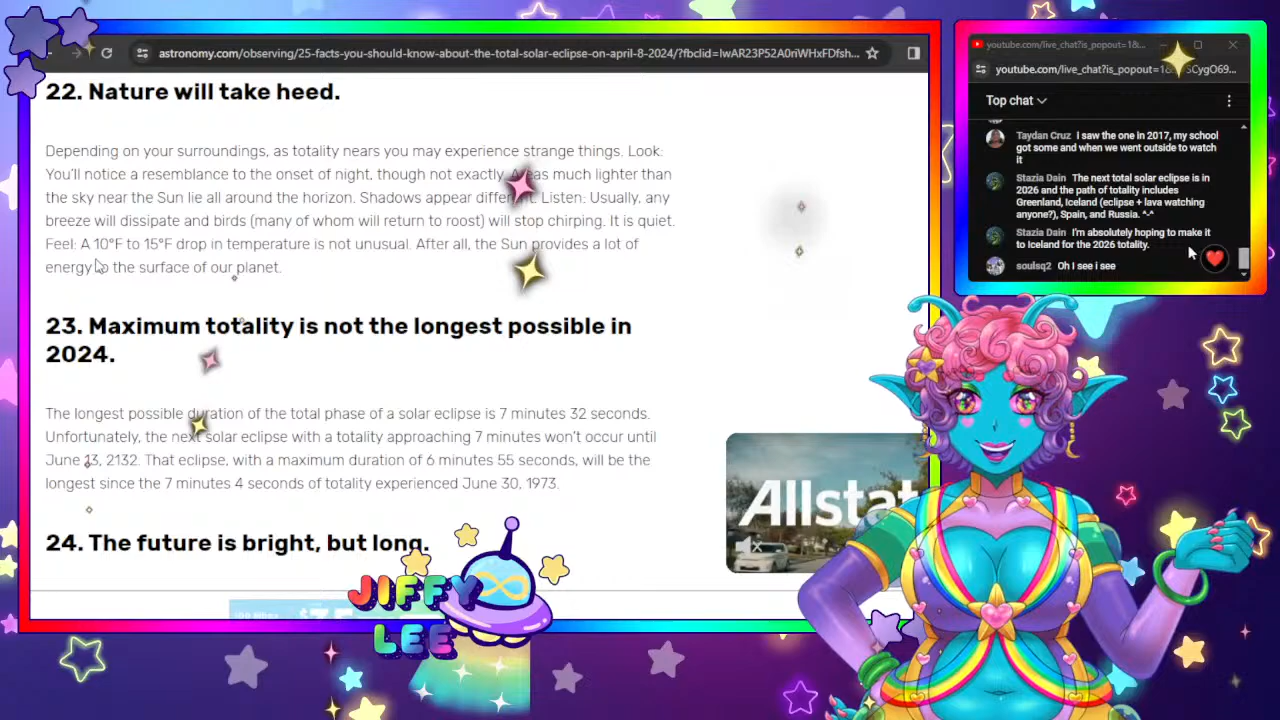 astronomy.com/observing/25-facts-you-should-know-about-the-total-solar-eclipse-on-april-8-2024/?fbclid=IwAR23P52A0riWHxFDfsh...
22. Nature will take heed.
Depending on your surroundings, as totality nears you may experience strange things. Look:
You'll notice a resemblance to the onset of night, though not exactly. Areas much lighter than
the sky near the Sun lie all around the horizon. Shadows appear different. Listen: Usually, any
breeze will dissipate and birds (many of whom will return to roost) will stop chirping. It is quiet.
Feel: A 10°F to 15°F drop in temperature is not unusual. After all, the Sun provides a lot of
energy to the surface of our planet.
23. Maximum totality is not the longest possible in
2024.
The longest possible duration of the total phase of a solar eclipse is 7 minutes 32 seconds.
Unfortunately, the next solar eclipse with a totality approaching 7 minutes won't occur until
June 13, 2132. That eclipse, with a maximum duration of 6 minutes 55 seconds, will be the
longest since the 7 minutes 4 seconds of totality experienced June 30, 1973.
24. The future is bright, but long.
Allstat
JIFFY
LEE
youtube.com/live_chat?is_popout=1&...
youtube.com/live_chat?is_popout=1&
Top chat
Taydan Cruz I saw the one in 2017, my school
got some and when we went outside to watch
it
Stazia Dain The next total solar eclipse is in
2026 and the path of totality includes
Greenland, Iceland (eclipse + lava watching
anyone?), Spain, and Russia. ^-^
Stazia Dain I'm absolutely hoping to make it
to Iceland for the 2026 totality.
soulsq2 Oh I see i see